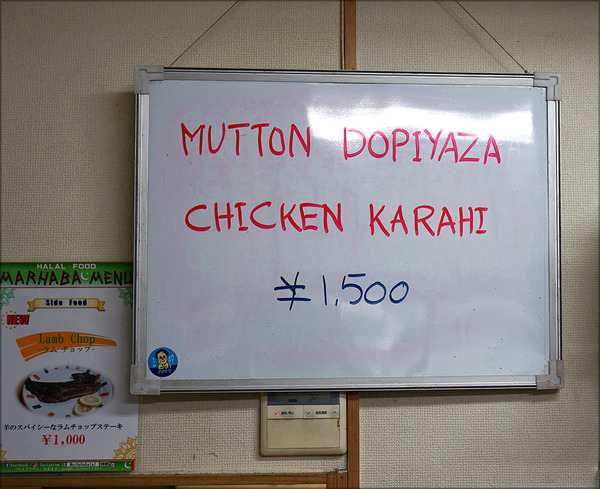 MUTTON DOPIYAZA
CHICKEN KARAHI
¥1,500
HALAL FOOD
MARHABA MENU
Side Food
NEW
Lamb Chop
-ラム チョップ-
羊のスパイシーなラムチョップステーキ
¥1,000
Facebook
Instagram